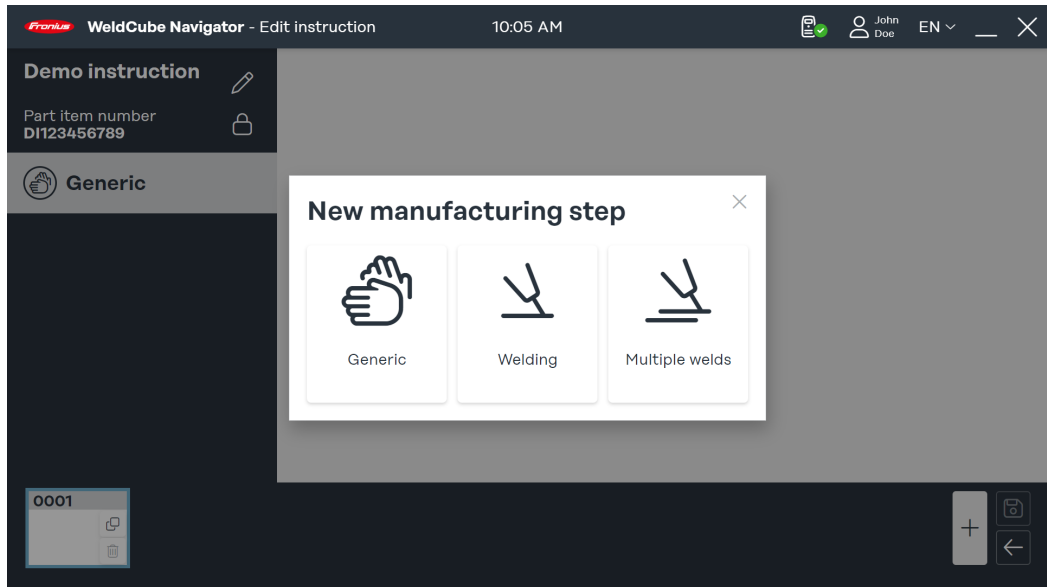 Fronius WeldCube Navigator - Edit instruction 10:05 AM John Doe EN
Demo instruction
Part item number
DI123456789
Generic
New manufacturing step
Generic Welding Multiple welds
0001